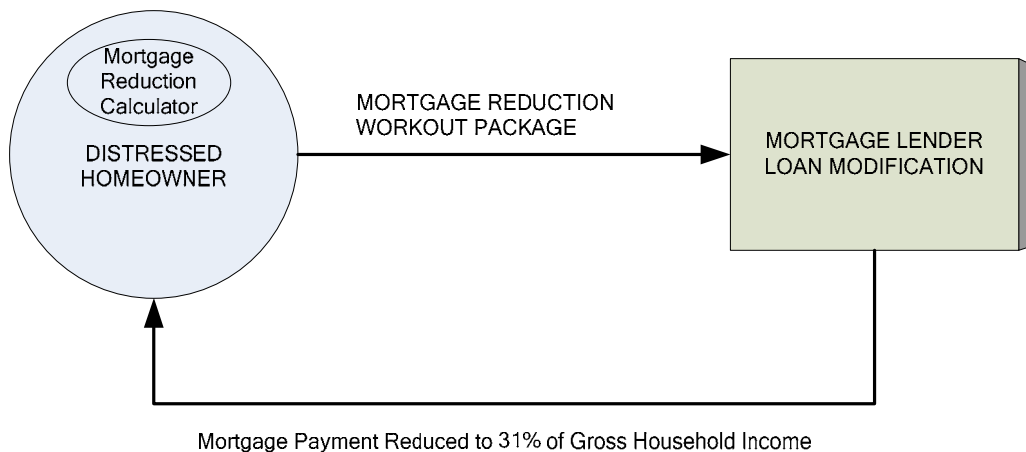 Mortgage
Reduction
Calculator
DISTRESSED
HOMEOWNER
MORTGAGE REDUCTION
WORKOUT PACKAGE
MORTGAGE LENDER
LOAN MODIFICATION
Mortgage Payment Reduced to 31% of Gross Household Income